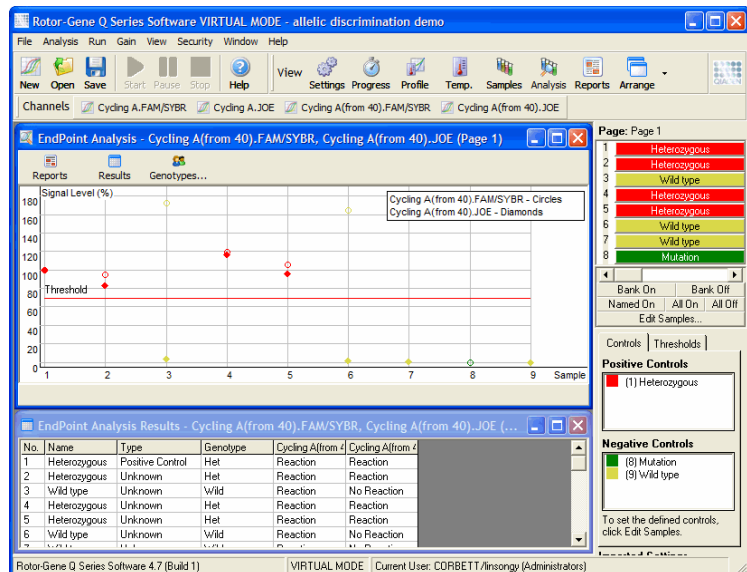 Rotor-Gene Q Series Software VIRTUAL MODE - allelic discrimination demo
File Analysis Run Gain View Security Window Help
New Open Save Start Pause Stop Help View Settings Progress Profile Temp. Samples Analysis Reports Arrange
QIAGEN
Channels Cycling A.FAM/SYBR Cycling A.JOE Cycling A(from 40).FAM/SYBR Cycling A(from 40).JOE
EndPoint Analysis - Cycling A(from 40).FAM/SYBR, Cycling A(from 40).JOE (Page 1)
Reports Results Genotypes...
Signal Level (%)
Cycling A(from 40).FAM/SYBR - Circles
Cycling A(from 40).JOE - Diamonds
180
160
140
120
100
Threshold
80
60
40
20
0
1 2 3 4 5 6 7 8 9 Sample
Page: Page 1
1 Heterozygous
2 Heterozygous
3 Wild type
4 Heterozygous
5 Heterozygous
6 Wild type
7 Wild type
8 Mutation
Bank On Bank Off
Named On All On All Off
Edit Samples...
Controls Thresholds
Positive Controls
(1) Heterozygous
Negative Controls
(8) Mutation
(9) Wild type
To set the defined controls,
click Edit Samples.
Imported Settings
EndPoint Analysis Results - Cycling A(from 40).FAM/SYBR, Cycling A(from 40).JOE (...
No. Name Type Genotype Cycling A(from 4 Cycling A(from 4
1 Heterozygous Positive Control Het Reaction Reaction
2 Heterozygous Unknown Het Reaction Reaction
3 Wild type Unknown Wild Reaction No Reaction
4 Heterozygous Unknown Het Reaction Reaction
5 Heterozygous Unknown Het Reaction Reaction
6 Wild type Unknown Wild Reaction No Reaction
Rotor-Gene Q Series Software 4.7 (Build 1) VIRTUAL MODE Current User: CORBETT/linsongy (Administrators)